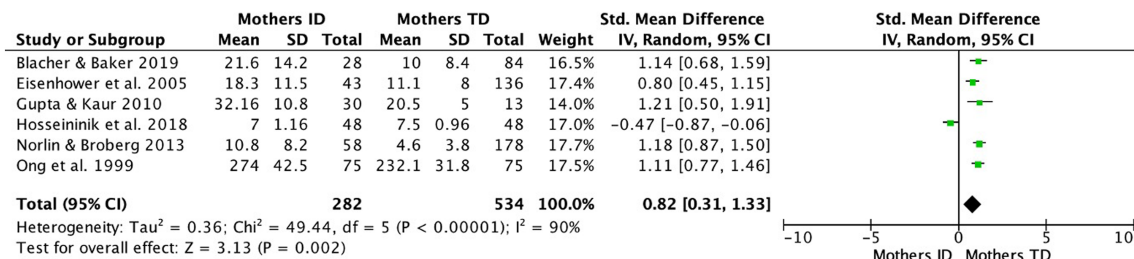 Mothers ID Mothers TD Std. Mean Difference Std. Mean Difference
Study or Subgroup Mean SD Total Mean SD Total Weight IV, Random, 95% CI IV, Random, 95% CI
Blacher & Baker 2019 21.6 14.2 28 10 8.4 84 16.5% 1.14 [0.68, 1.59]
Eisenhower et al. 2005 18.3 11.5 43 11.1 8 136 17.4% 0.80 [0.45, 1.15]
Gupta & Kaur 2010 32.16 10.8 30 20.5 5 13 14.0% 1.21 [0.50, 1.91]
Hosseininik et al. 2018 7 1.16 48 7.5 0.96 48 17.0% −0.47 [−0.87, −0.06]
Norlin & Broberg 2013 10.8 8.2 58 4.6 3.8 178 17.7% 1.18 [0.87, 1.50]
Ong et al. 1999 274 42.5 75 232.1 31.8 75 17.5% 1.11 [0.77, 1.46]
Total (95% CI) 282 534 100.0% 0.82 [0.31, 1.33]
Heterogeneity: Tau² = 0.36; Chi² = 49.44, df = 5 (P < 0.00001); I² = 90%
Test for overall effect: Z = 3.13 (P = 0.002)
−10 −5 0 5 10
Mothers ID Mothers TD